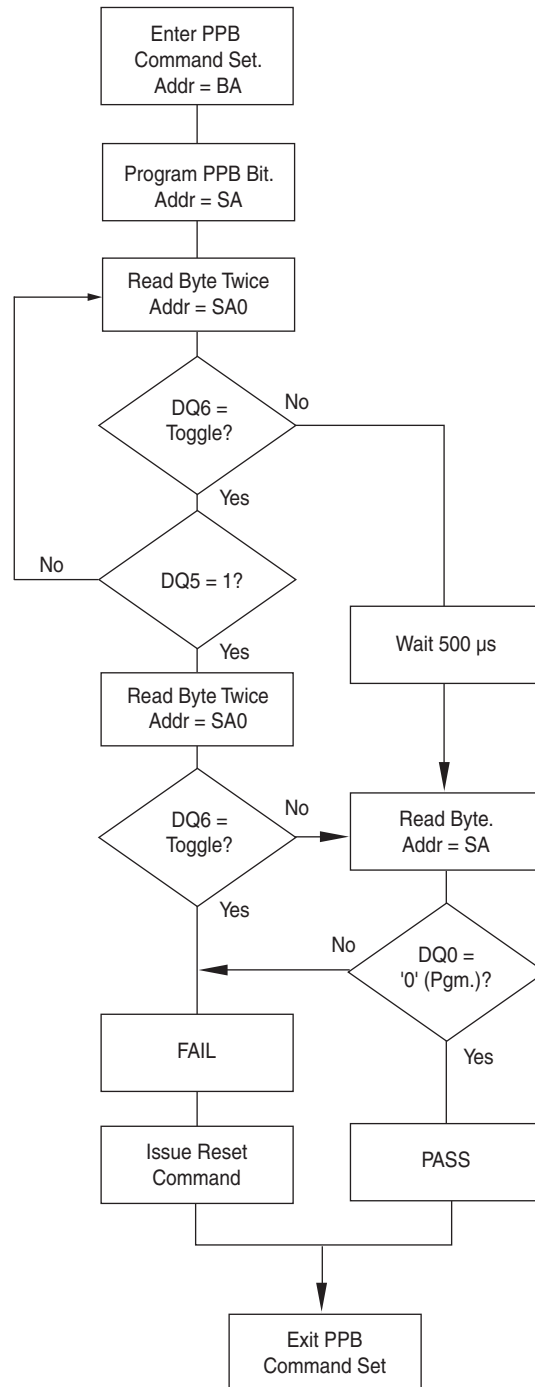 Enter PPB
Command Set.
Addr = BA
Program PPB Bit.
Addr = SA
Read Byte Twice
Addr = SA0
DQ6 =
Toggle?
No
Yes
DQ5 = 1?
No
Yes
Wait 500 µs
Read Byte Twice
Addr = SA0
DQ6 =
Toggle?
No
Yes
Read Byte.
Addr = SA
DQ0 =
'0' (Pgm.)?
No
Yes
FAIL
Issue Reset
Command
PASS
Exit PPB
Command Set